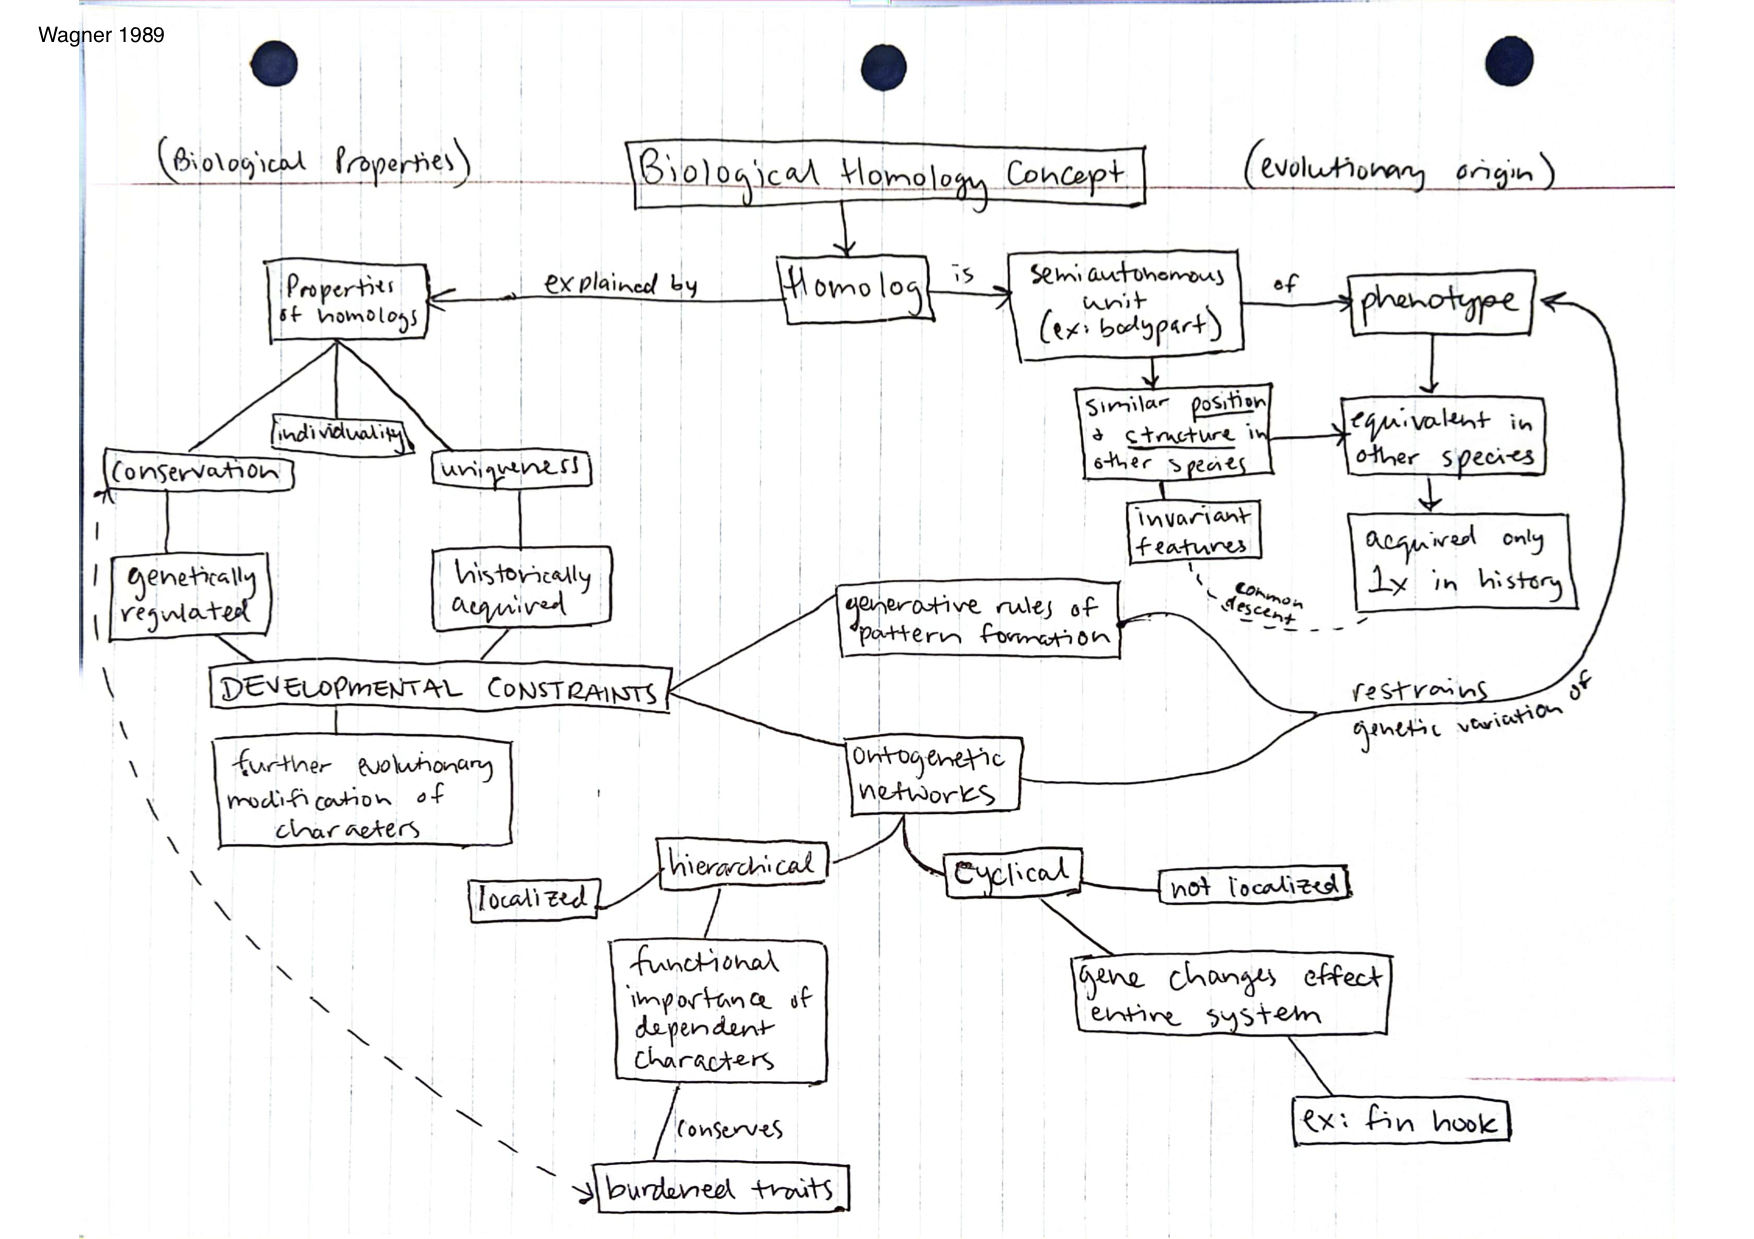 Wagner 1989
(Biological Properties)
Biological Homology Concept
(evolutionary origin)
Properties
of homologs
explained by
Homolog
is
semiautonomous
unit
(ex: bodypart)
of
phenotype
conservation
individuality
uniqueness
similar position
& structure in
other species
equivalent in
other species
invariant
features
acquired only
1x in history
common
descent
genetically
regulated
historically
acquired
generative rules of
pattern formation
DEVELOPMENTAL CONSTRAINTS
restrains
genetic variation of
further evolutionary
modification of
characters
ontogenetic
networks
hierarchical
localized
cyclical
not localized
functional
importance of
dependent
characters
gene changes effect
entire system
conserves
ex: fin hook
burdened traits